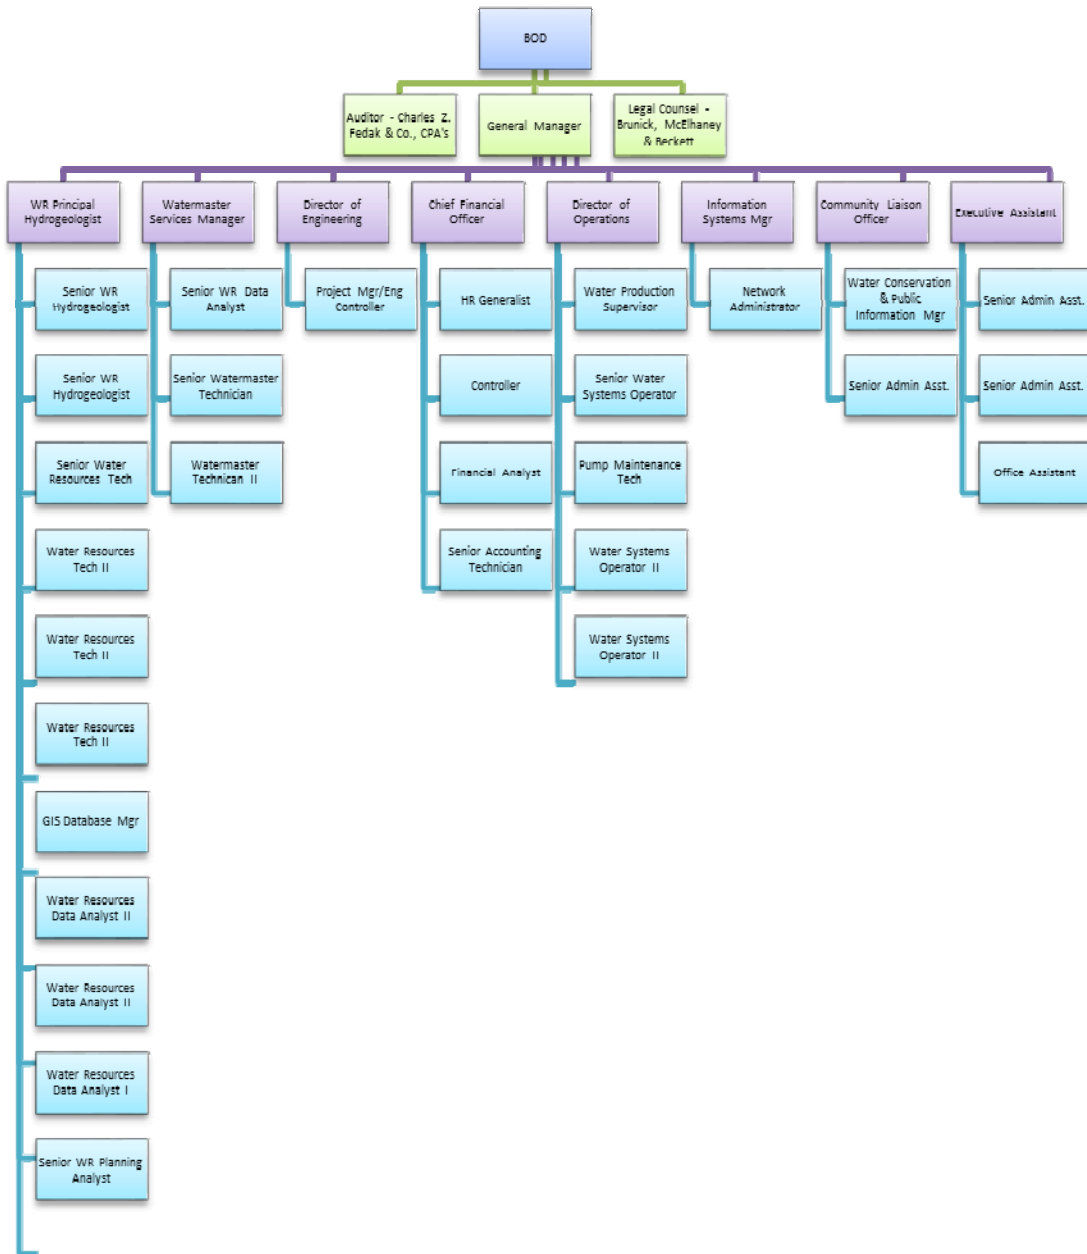 BOD
Auditor - Charles Z.
Fedak & Co., CPA's
General Manager
Legal Counsel -
Brunick, McElhaney
& Beckett
WR Principal
Hydrogeologist
Watermaster
Services Manager
Director of
Engineering
Chief Financial
Officer
Director of
Operations
Information
Systems Mgr
Community Liaison
Officer
Executive Assistant
Senior WR
Hydrogeologist
Senior WR
Hydrogeologist
Senior Water
Resources Tech
Water Resources
Tech II
Water Resources
Tech II
Water Resources
Tech II
GIS Database Mgr
Water Resources
Data Analyst II
Water Resources
Data Analyst II
Water Resources
Data Analyst I
Senior WR Planning
Analyst
Senior WR Data
Analyst
Senior Watermaster
Technician
Watermaster
Technican II
Project Mgr/Eng
Controller
HR Generalist
Controller
Financial Analyst
Senior Accounting
Technician
Water Production
Supervisor
Senior Water
Systems Operator
Pump Maintenance
Tech
Water Systems
Operator II
Water Systems
Operator II
Network
Administrator
Water Conservation
& Public
Information Mgr
Senior Admin Asst.
Senior Admin Asst.
Senior Admin Asst.
Office Assistant